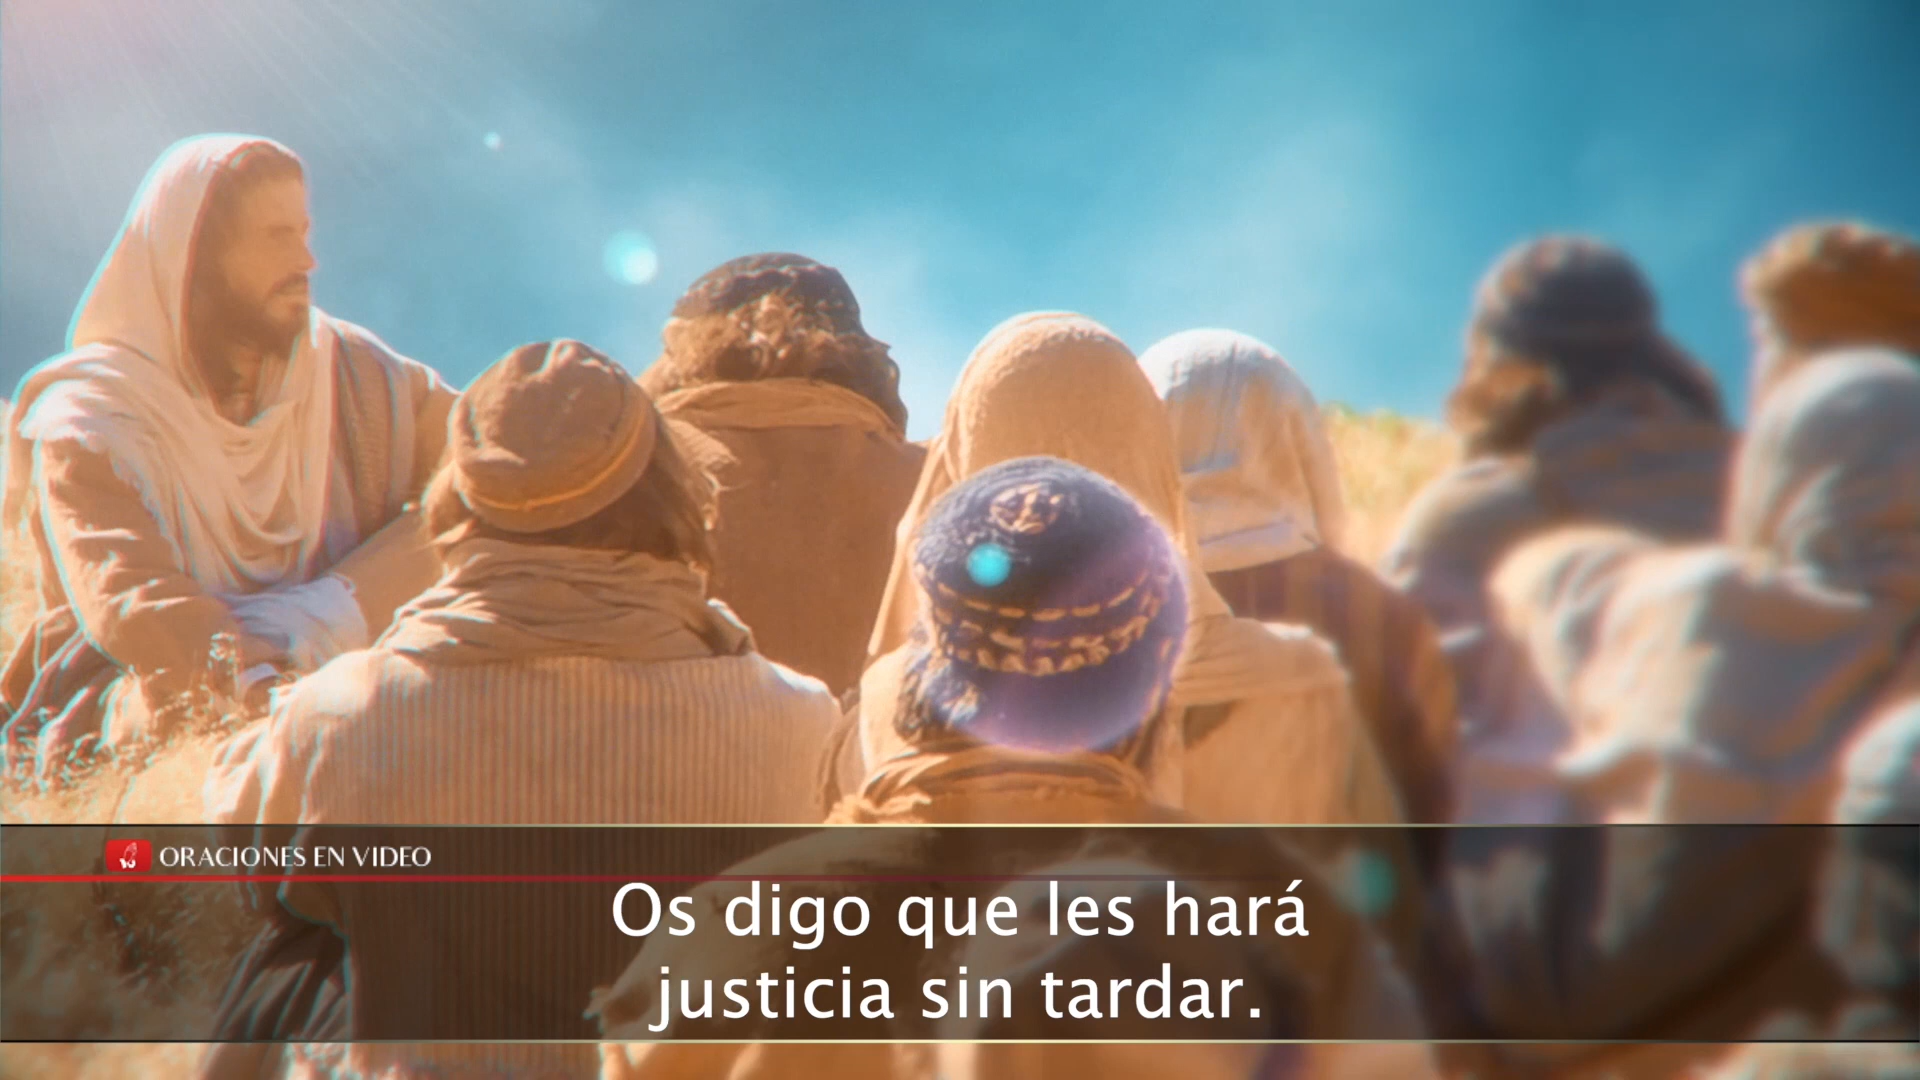 ORACIONES EN VIDEO
Os digo que les hará
justicia sin tardar.